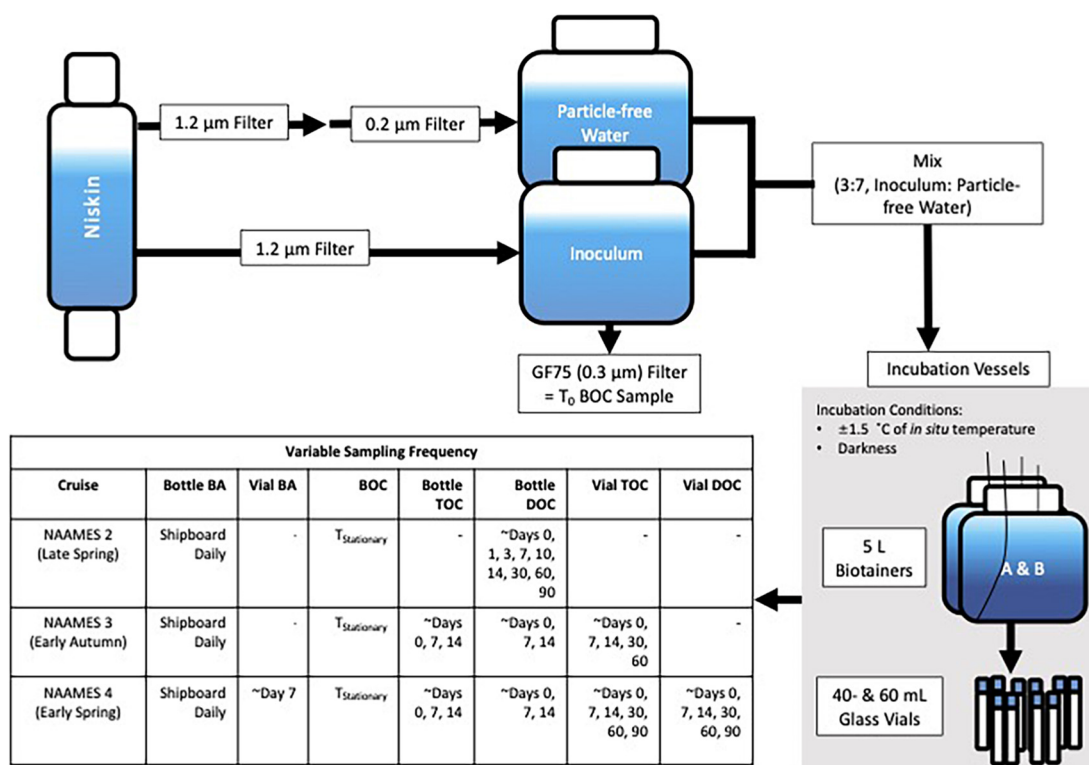 Niskin
1.2 μm Filter
0.2 μm Filter
Particle-free
Water
1.2 μm Filter
Inoculum
Mix
(3:7, Inoculum: Particle-
free Water)
GF75 (0.3 μm) Filter
= T₀ BOC Sample
Incubation Vessels
Incubation Conditions:
• ±1.5 ˚C of in situ temperature
• Darkness
5 L
Biotainers
A & B
40- & 60 mL
Glass Vials
Variable Sampling Frequency
Cruise Bottle BA Vial BA BOC Bottle TOC Bottle DOC Vial TOC Vial DOC
NAAMES 2 (Late Spring) Shipboard Daily - TStationary - ~Days 0, 1, 3, 7, 10, 14, 30, 60, 90 - -
NAAMES 3 (Early Autumn) Shipboard Daily - TStationary ~Days 0, 7, 14 ~Days 0, 7, 14 ~Days 0, 7, 14, 30, 60 -
NAAMES 4 (Early Spring) Shipboard Daily ~Day 7 TStationary ~Days 0, 7, 14 ~Days 0, 7, 14 ~Days 0, 7, 14, 30, 60, 90 ~Days 0, 7, 14, 30, 60, 90